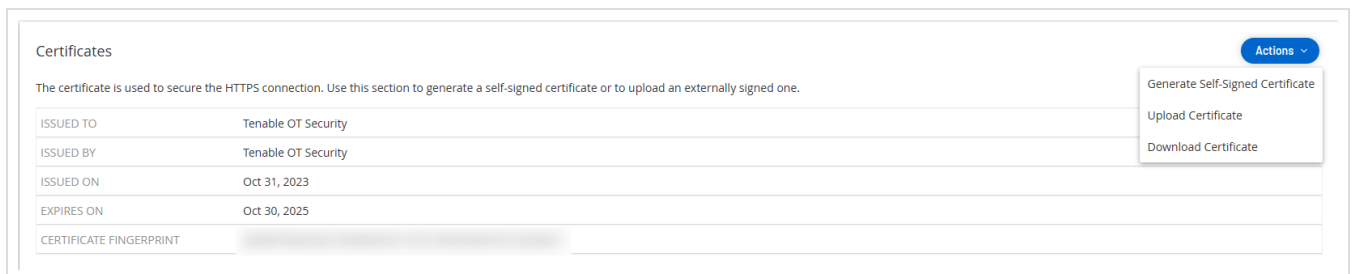 Certificates
Actions
The certificate is used to secure the HTTPS connection. Use this section to generate a self-signed certificate or to upload an externally signed one.
Generate Self-Signed Certificate
Upload Certificate
Download Certificate
ISSUED TO Tenable OT Security
ISSUED BY Tenable OT Security
ISSUED ON Oct 31, 2023
EXPIRES ON Oct 30, 2025
CERTIFICATE FINGERPRINT